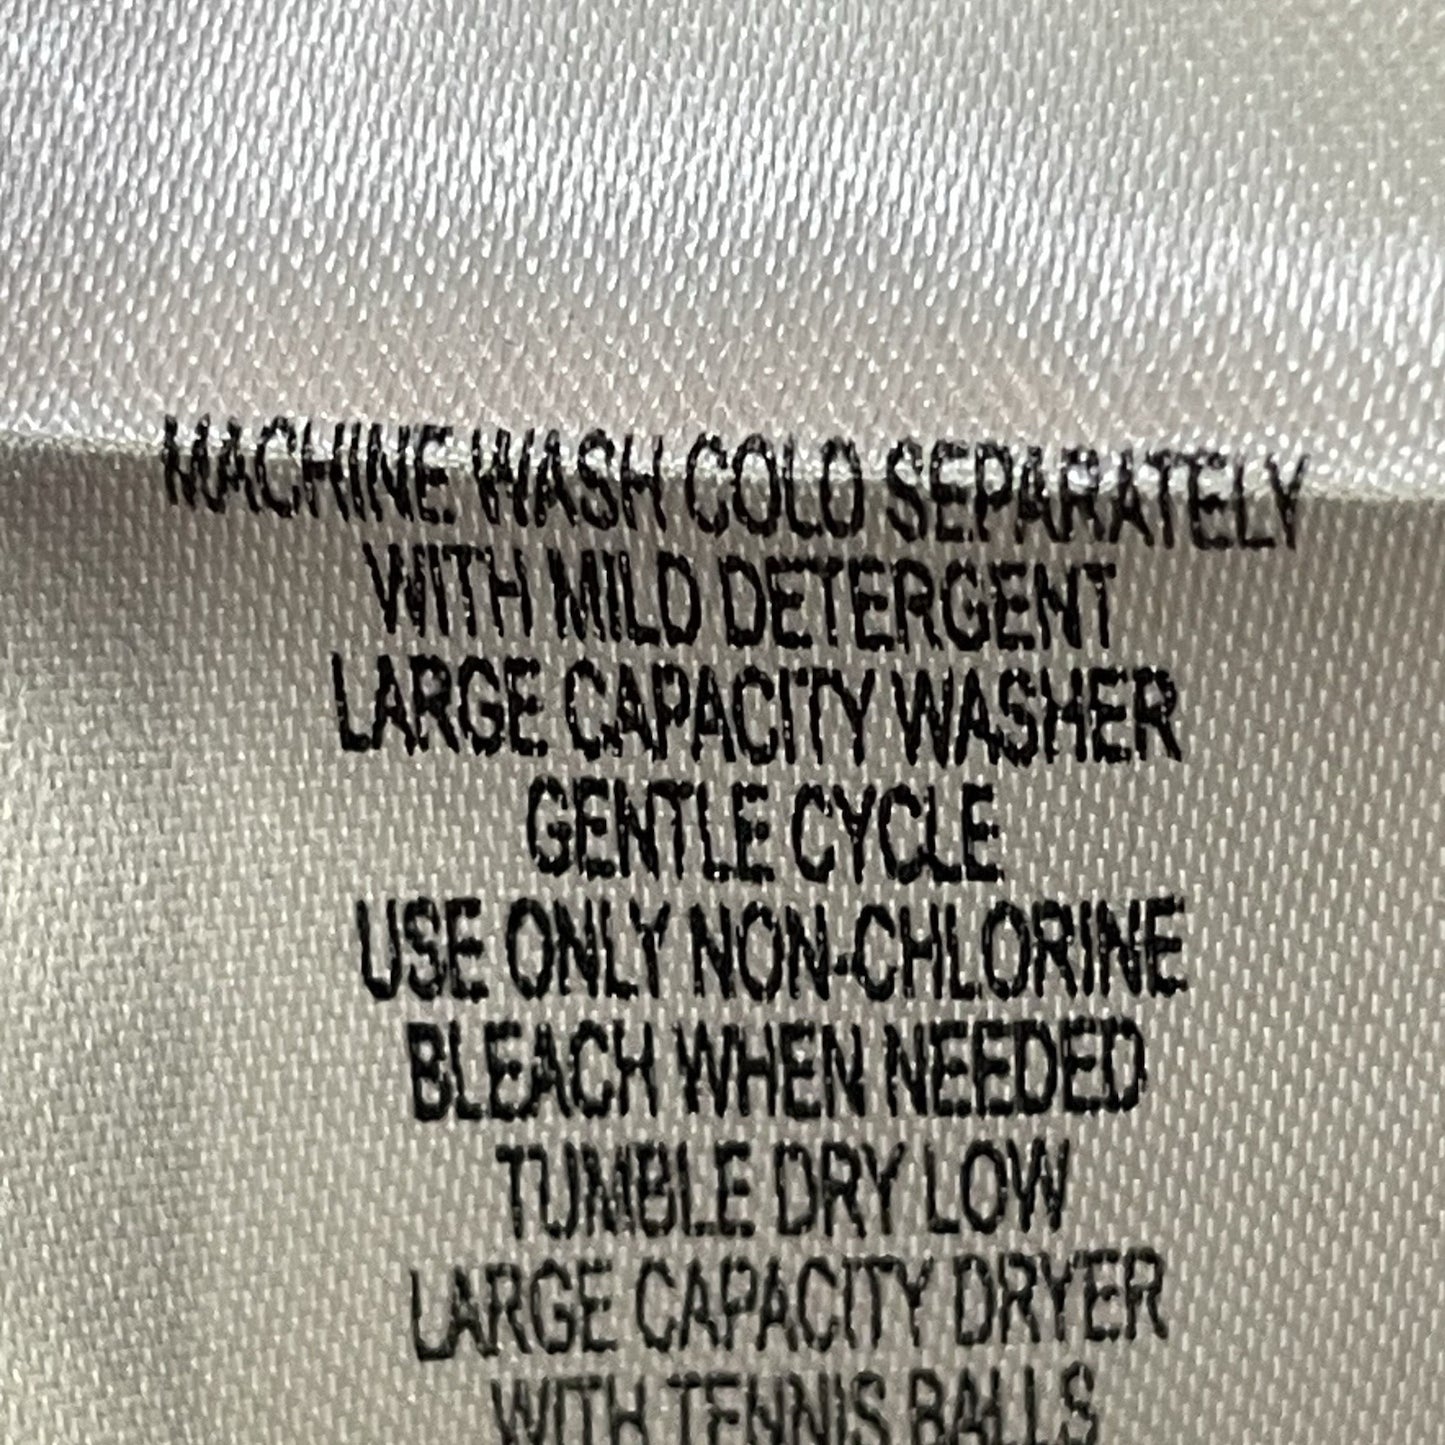 MACHINE WASH COLD SEPARATELY
WITH MILD DETERGENT
LARGE CAPACITY WASHER
GENTLE CYCLE
USE ONLY NON-CHLORINE
BLEACH WHEN NEEDED
TUMBLE DRY LOW
LARGE CAPACITY DRYER
WITH TENNIS BALLS